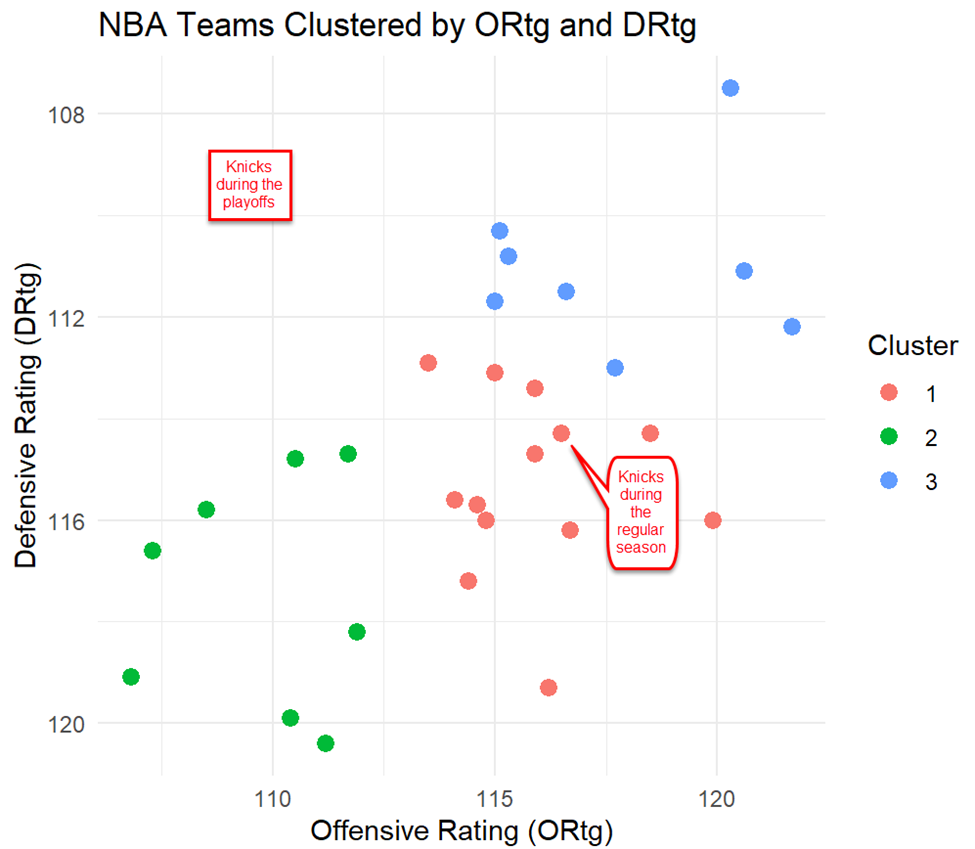 NBA Teams Clustered by ORtg and DRtg
108
112
116
120
Defensive Rating (DRtg)
Knicks
during the
playoffs
Knicks
during
the
regular
season
110
115
120
Offensive Rating (ORtg)
Cluster
1
2
3